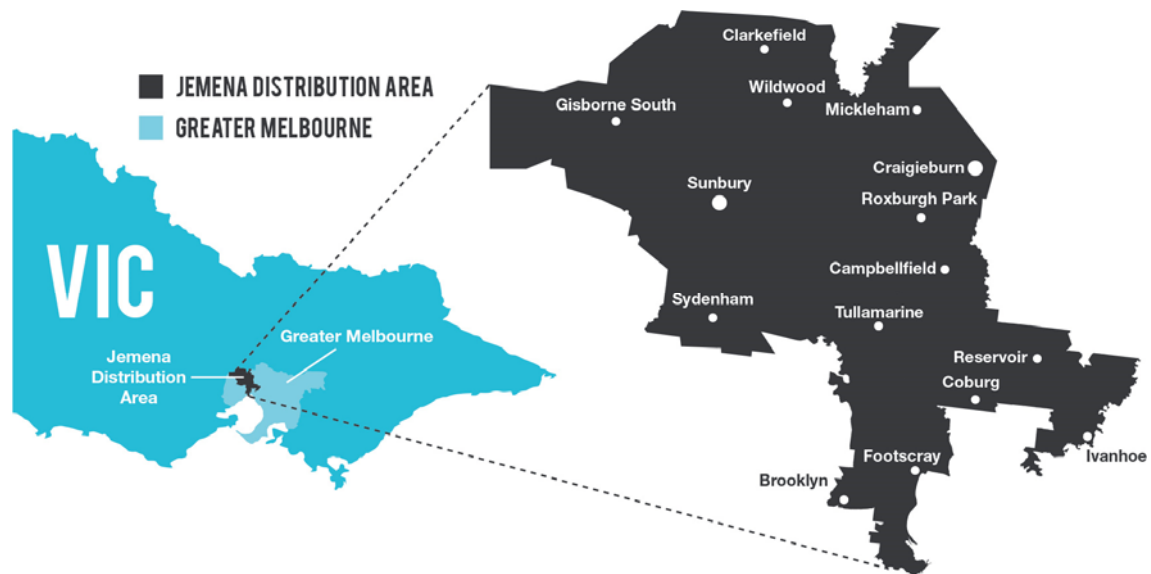 JEMENA DISTRIBUTION AREA
GREATER MELBOURNE
VIC
Greater Melbourne
Jemena
Distribution
Area
Clarkefield
Wildwood
Gisborne South
Mickleham
Craigieburn
Sunbury
Roxburgh Park
Campbellfield
Sydenham
Tullamarine
Reservoir
Coburg
Footscray
Ivanhoe
Brooklyn